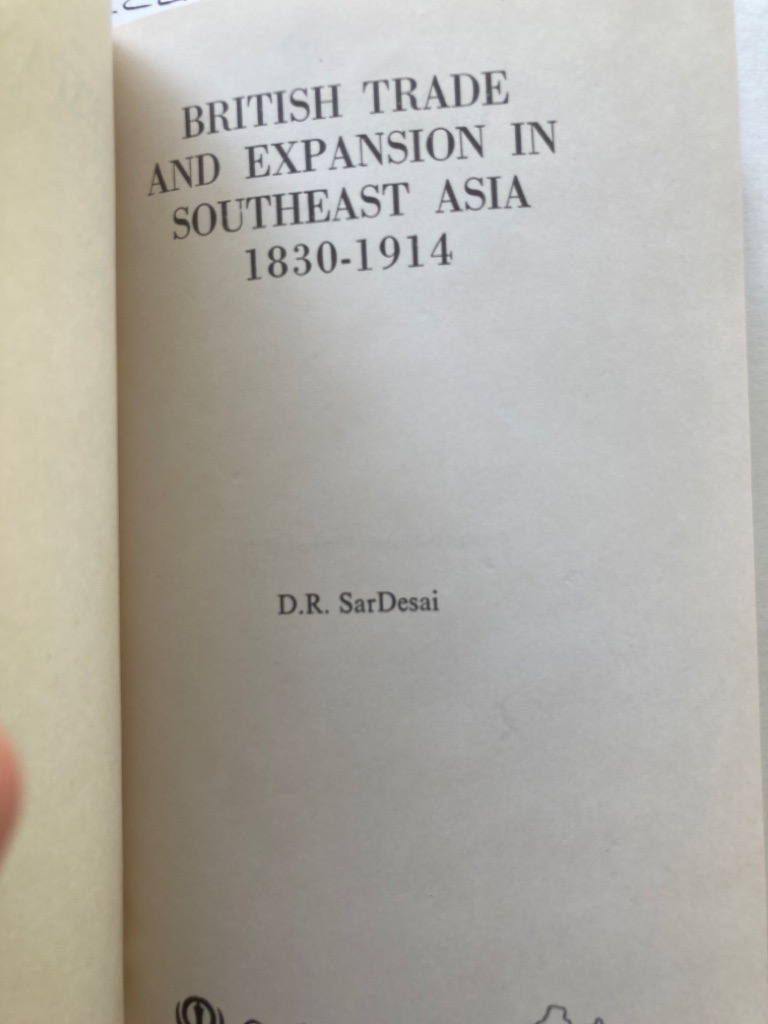 BRITISH TRADE
AND EXPANSION IN
SOUTHEAST ASIA
1830-1914
D.R. SarDesai